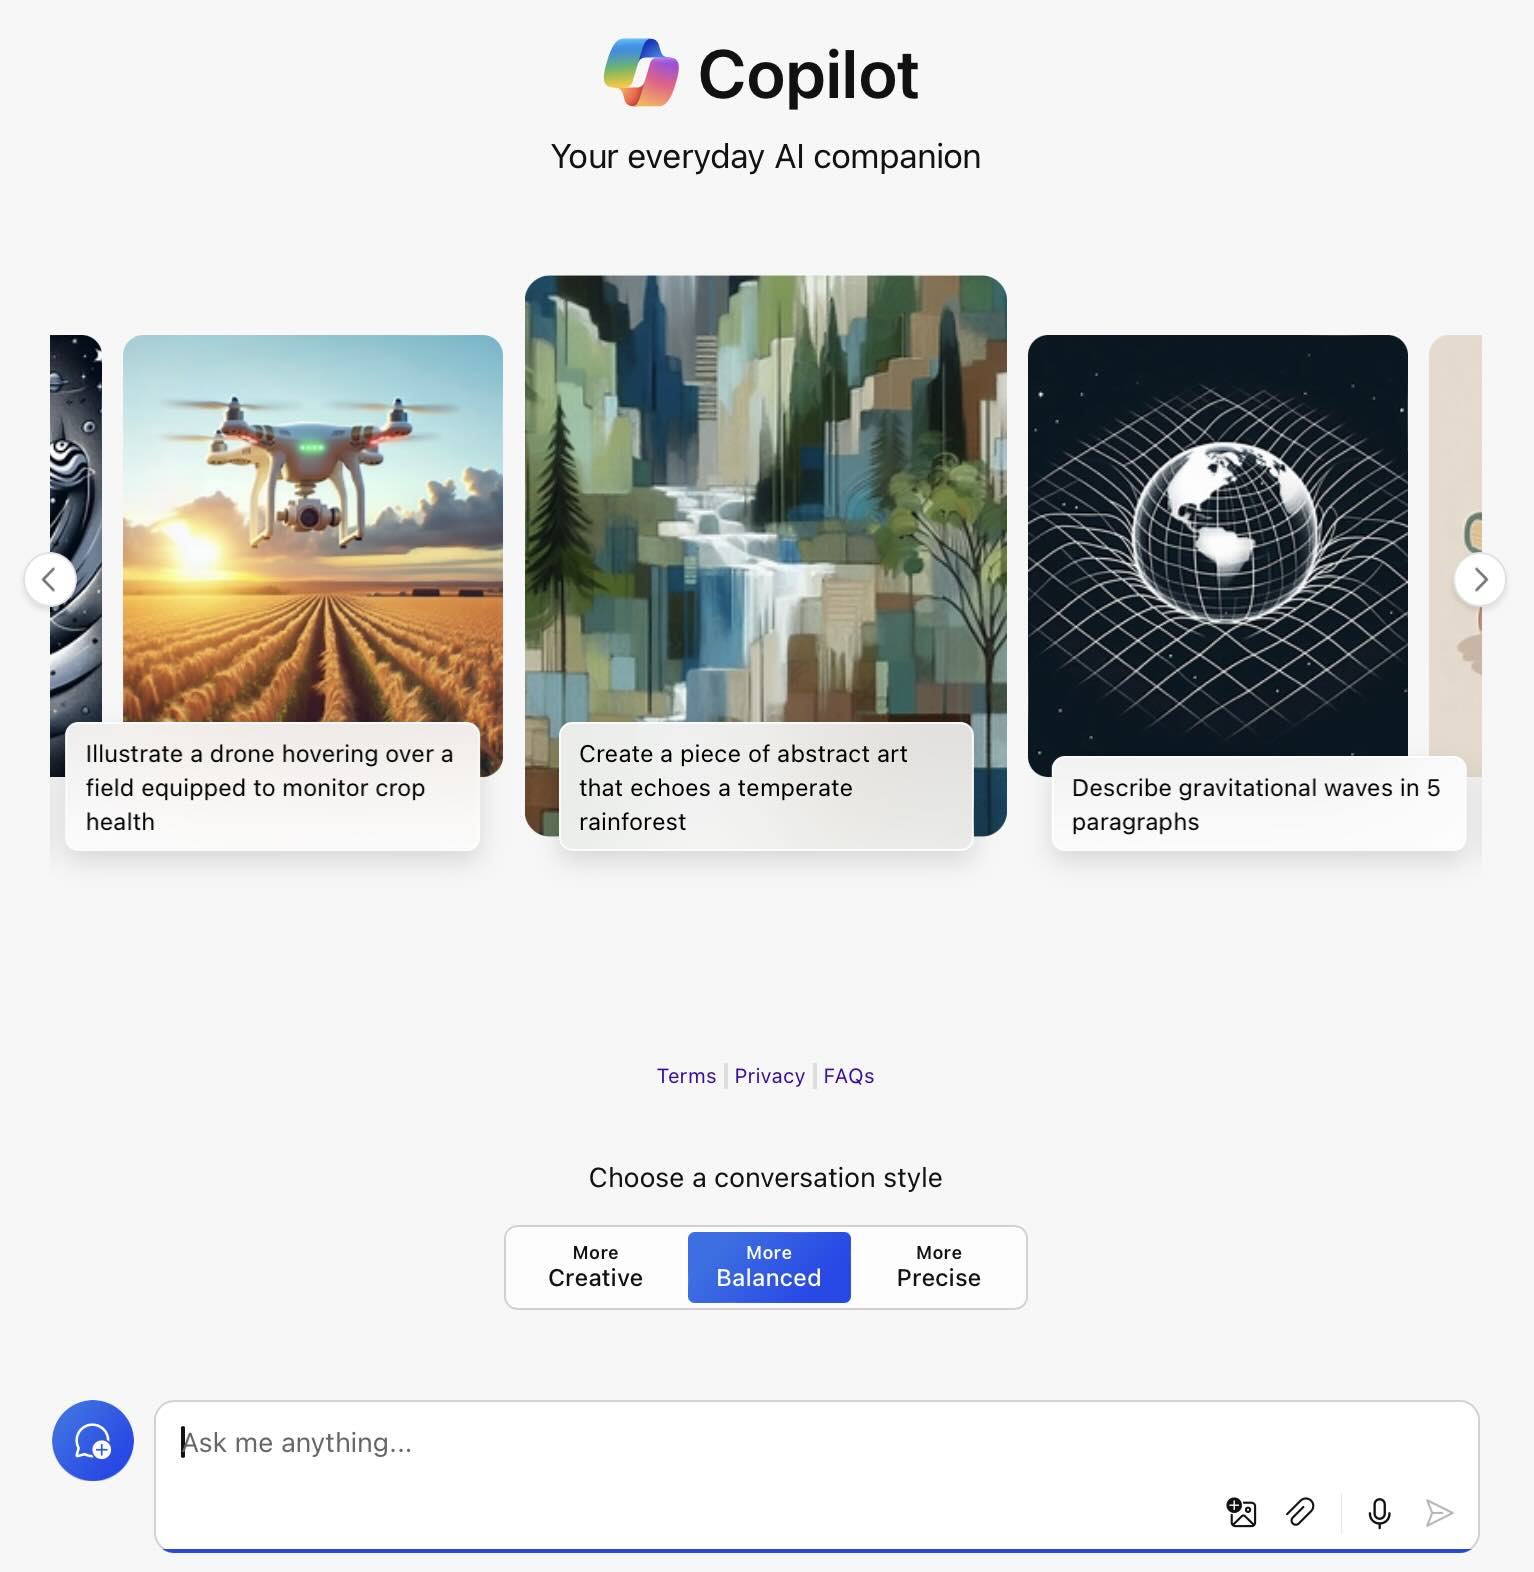 Copilot
Your everyday AI companion
Illustrate a drone hovering over a
field equipped to monitor crop
health
Create a piece of abstract art
that echoes a temperate
rainforest
Describe gravitational waves in 5
paragraphs
Terms
Privacy
FAQs
Choose a conversation style
More
Creative
More
Balanced
More
Precise
Ask me anything...